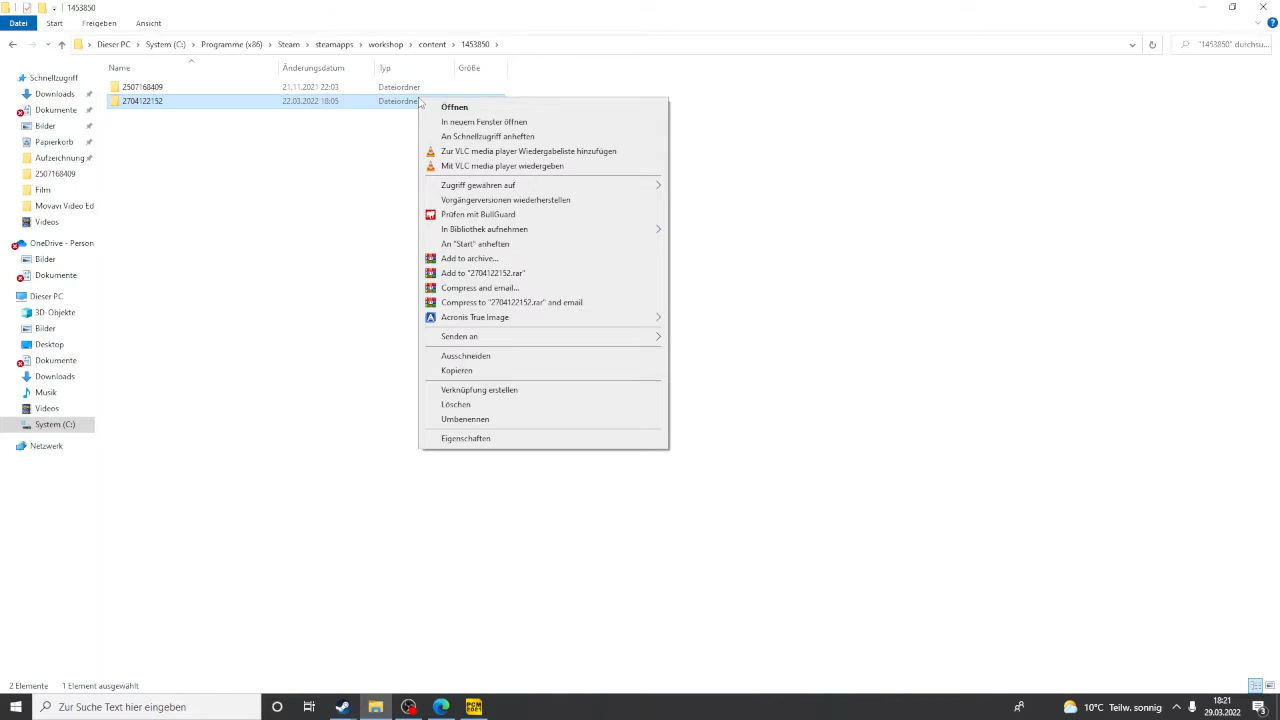 1453850
Datei
Start
Freigeben
Ansicht
Dieser PC
System (C:)
Programme (x86)
Steam
steamapps
workshop
content
1453850
"1453850" durchsu...
Name
Änderungsdatum
Typ
Größe
2507168409
21.11.2021 22:03
Dateiordner
2704122152
22.03.2022 18:05
Dateiordne
Schnellzugriff
Downloads
Dokumente
Bilder
Papierkorb
Aufzeichnung
2507168409
Film
Movavi Video Ed
Videos
OneDrive - Person
Bilder
Dokumente
Dieser PC
3D-Objekte
Bilder
Desktop
Dokumente
Downloads
Musik
Videos
System (C:)
Netzwerk
Öffnen
In neuem Fenster öffnen
An Schnellzugriff anheften
Zur VLC media player Wiedergabeliste hinzufügen
Mit VLC media player wiedergeben
Zugriff gewähren auf
Vorgängerversionen wiederherstellen
Prüfen mit BullGuard
In Bibliothek aufnehmen
An "Start" anheften
Add to archive...
Add to "2704122152.rar"
Compress and email...
Compress to "2704122152.rar" and email
Acronis True Image
Senden an
Ausschneiden
Kopieren
Verknüpfung erstellen
Löschen
Umbenennen
Eigenschaften
2 Elemente
1 Element ausgewählt
Zur Suche Text hier eingeben
PCM
2021
10°C Teilw. sonnig
18:21
29.03.2022
3